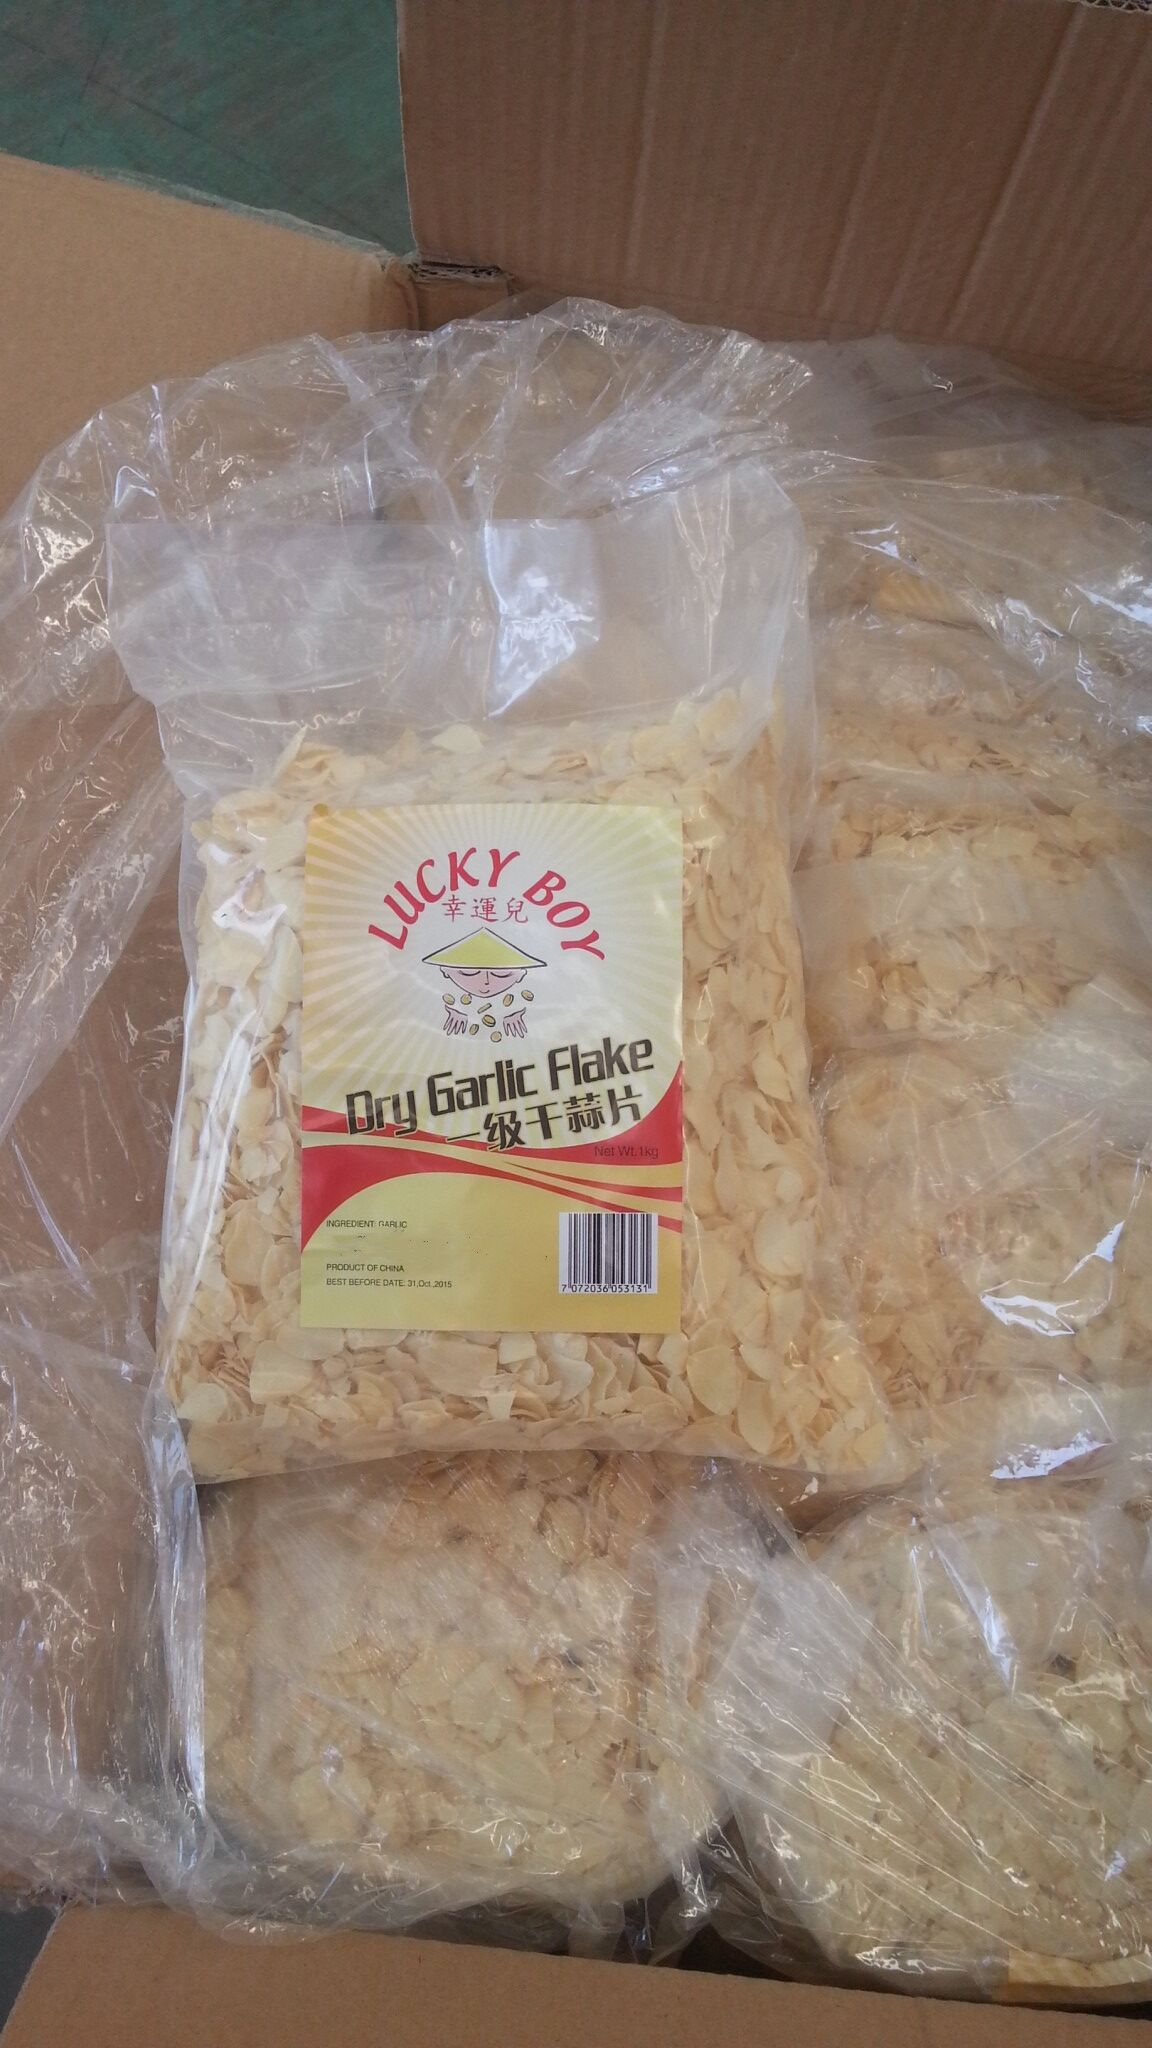 LUCKY BOY
幸運兒
Dry Garlic Flake
一级干蒜片
Net Wt.1kg
INGREDIENT: GARLIC
PRODUCT OF CHINA
BEST BEFORE DATE: 31,Oct.,2015
7 072036 053131